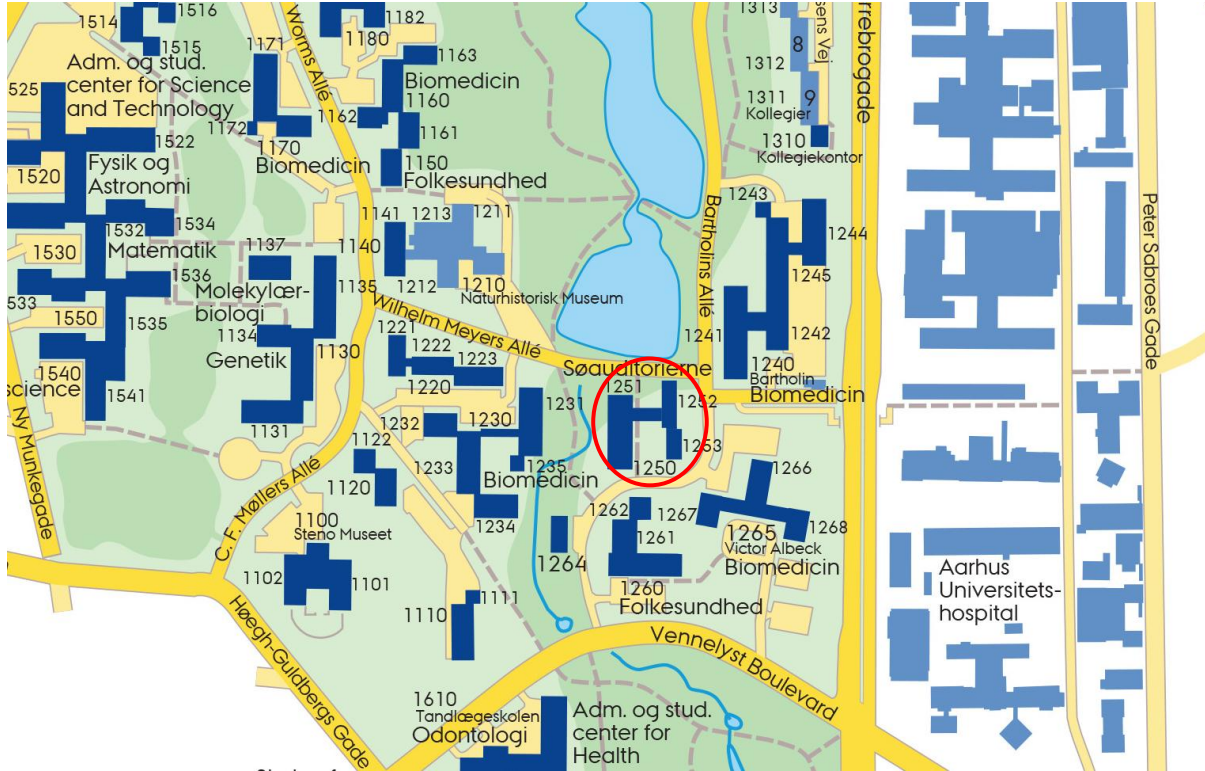 1514
1516
1515
Adm. og stud.
center for Science
and Technology
525
1522
1520
Fysik og
Astronomi
1532
1534
Matematik
1530
1536
533
1550
1535
1540
science
1541
Ny Munkegade
1171
Worms Allé
1182
1180
1163
Biomedicin
1160
1162
1161
1172
1170
Biomedicin
1150
Folkesundhed
1141
1213
1211
1140
1212
1210
Naturhistorisk Museum
1137
1135
Molekylær-
biologi
1134
Genetik
1130
1131
Wilhelm Meyers Allé
1221
1222
1223
1220
1230
1231
1232
1233
1235
Biomedicin
1234
1122
1120
C. F. Møllers Allé
1100
Steno Museet
1102
1101
1111
1110
Høegh-Guldbergs Gade
1610
Tandlægeskolen
Odontologi
Adm. og stud.
center for
Health
Søauditorierne
1251
1252
1253
1250
1262
1267
1261
1264
1260
Folkesundhed
1266
1265
1268
Victor Albeck
Biomedicin
Vennelyst Boulevard
1313
8
1312
9
1311
Kollegier
1310
Kollegiekontor
sens Vej
rrebrogade
Bartholins Allé
1243
1244
1245
1241
1242
1240
Bartholin
Biomedicin
Peter Sabroes Gade
Aarhus
Universitets-
hospital